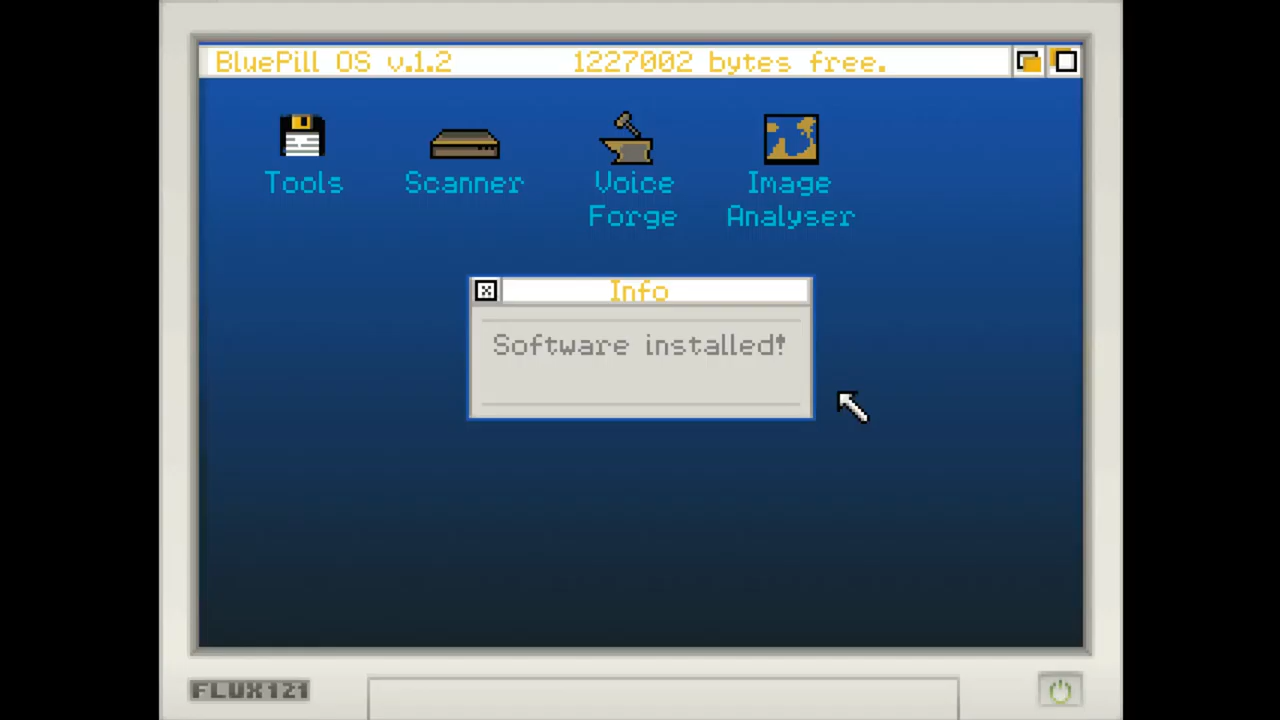 BluePill OS v.1.2 1227002 bytes free.
Tools Scanner Voice Forge Image Analyser
Info
Software installed!
FLUX121